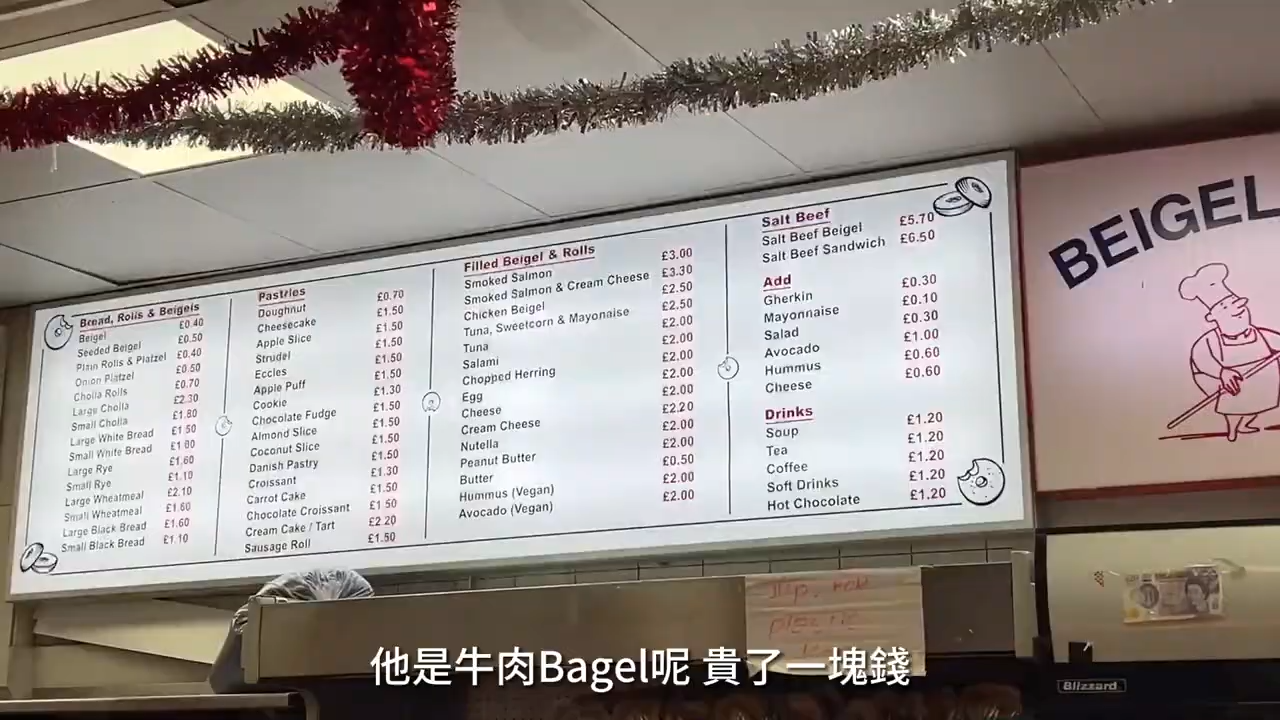 Bread, Rolls & Beigels
Beigel £0.40
Seeded Beigel £0.50
Plain Rolls & Platzel £0.40
Onion Platzel £0.50
Cholla Rolls £0.70
Large Cholla £2.30
Small Cholla £1.80
Large White Bread £1.50
Small White Bread £1.00
Large Rye £1.60
Small Rye £1.10
Large Wheatmeal £2.10
Small Wheatmeal £1.60
Large Black Bread £1.60
Small Black Bread £1.10
Pastries
Doughnut £0.70
Cheesecake £1.50
Apple Slice £1.50
Strudel £1.50
Eccles £1.50
Apple Puff £1.50
Cookie £1.30
Chocolate Fudge £1.50
Almond Slice £1.50
Coconut Slice £1.50
Danish Pastry £1.50
Croissant £1.30
Carrot Cake £1.50
Chocolate Croissant £1.50
Cream Cake / Tart £2.20
Sausage Roll £1.50
Filled Beigel & Rolls
Smoked Salmon £3.00
Smoked Salmon & Cream Cheese £3.30
Chicken Beigel £2.50
Tuna, Sweetcorn & Mayonaise £2.50
Tuna £2.00
Salami £2.00
Chopped Herring £2.00
Egg £2.00
Cheese £2.00
Cream Cheese £2.20
Nutella £2.00
Peanut Butter £2.00
Butter £0.50
Hummus (Vegan) £2.00
Avocado (Vegan) £2.00
Salt Beef
Salt Beef Beigel £5.70
Salt Beef Sandwich £6.50
Add
Gherkin £0.30
Mayonnaise £0.10
Salad £0.30
Avocado £1.00
Hummus £0.60
Cheese £0.60
Drinks
Soup £1.20
Tea £1.20
Coffee £1.20
Soft Drinks £1.20
Hot Chocolate £1.20
BEIGEL
Blizzard
他是牛肉Bagel呢 貴了一塊錢